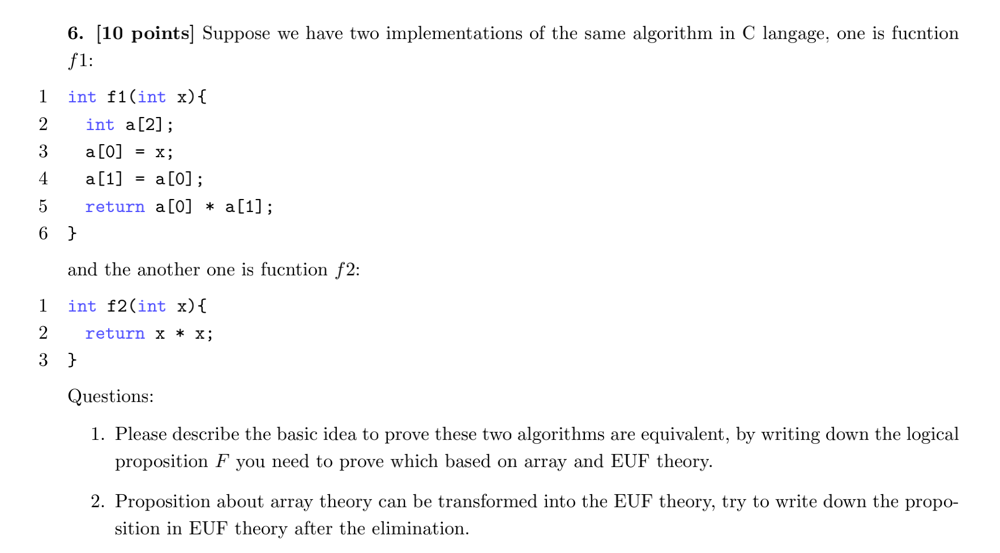 6. [10 points] Suppose we have two implementations of the same algorithm in C langage, one is fucntion
f1:
1 int f1(int x){
2 int a[2];
3 a[0] = x;
4 a[1] = a[0];
5 return a[0] * a[1];
6 }
and the another one is fucntion f2:
1 int f2(int x){
2 return x * x;
3 }
Questions:
1. Please describe the basic idea to prove these two algorithms are equivalent, by writing down the logical
proposition F you need to prove which based on array and EUF theory.
2. Proposition about array theory can be transformed into the EUF theory, try to write down the propo-
sition in EUF theory after the elimination.